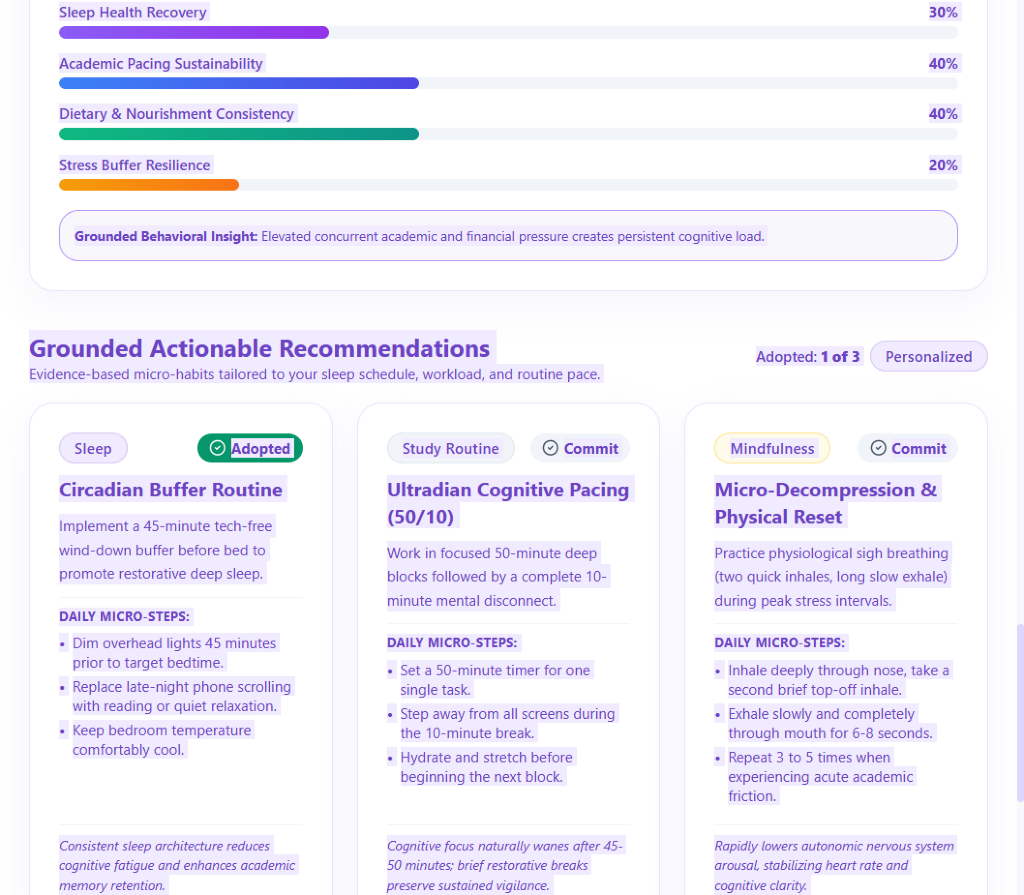 Sleep Health Recovery 30%
Academic Pacing Sustainability 40%
Dietary & Nourishment Consistency 40%
Stress Buffer Resilience 20%
Grounded Behavioral Insight: Elevated concurrent academic and financial pressure creates persistent cognitive load.
Grounded Actionable Recommendations
Evidence-based micro-habits tailored to your sleep schedule, workload, and routine pace.
Adopted: 1 of 3 Personalized
Sleep Adopted
Circadian Buffer Routine
Implement a 45-minute tech-free
wind-down buffer before bed to
promote restorative deep sleep.
DAILY MICRO-STEPS:
• Dim overhead lights 45 minutes
prior to target bedtime.
• Replace late-night phone scrolling
with reading or quiet relaxation.
• Keep bedroom temperature
comfortably cool.
Consistent sleep architecture reduces
cognitive fatigue and enhances academic
memory retention.
Study Routine Commit
Ultradian Cognitive Pacing
(50/10)
Work in focused 50-minute deep
blocks followed by a complete 10-
minute mental disconnect.
DAILY MICRO-STEPS:
• Set a 50-minute timer for one
single task.
• Step away from all screens during
the 10-minute break.
• Hydrate and stretch before
beginning the next block.
Cognitive focus naturally wanes after 45-
50 minutes; brief restorative breaks
preserve sustained vigilance.
Mindfulness Commit
Micro-Decompression &
Physical Reset
Practice physiological sigh breathing
(two quick inhales, long slow exhale)
during peak stress intervals.
DAILY MICRO-STEPS:
• Inhale deeply through nose, take a
second brief top-off inhale.
• Exhale slowly and completely
through mouth for 6-8 seconds.
• Repeat 3 to 5 times when
experiencing acute academic
friction.
Rapidly lowers autonomic nervous system
arousal, stabilizing heart rate and
cognitive clarity.